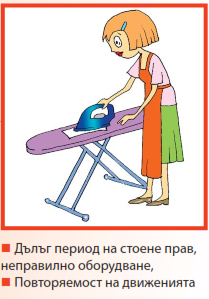 ■ Дълъг период на стоене прав,
неправилно оборудване,
■ Повторяемост на движенията